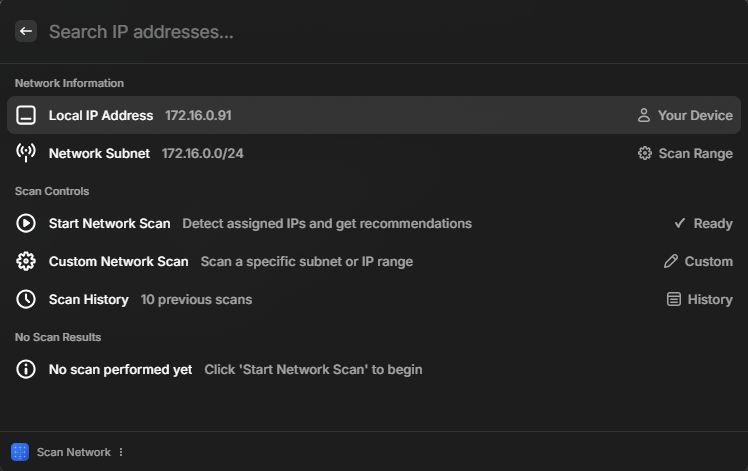 Search IP addresses...
Network Information
Local IP Address 172.16.0.91 Your Device
Network Subnet 172.16.0.0/24 Scan Range
Scan Controls
Start Network Scan Detect assigned IPs and get recommendations Ready
Custom Network Scan Scan a specific subnet or IP range Custom
Scan History 10 previous scans History
No Scan Results
No scan performed yet Click 'Start Network Scan' to begin
Scan Network